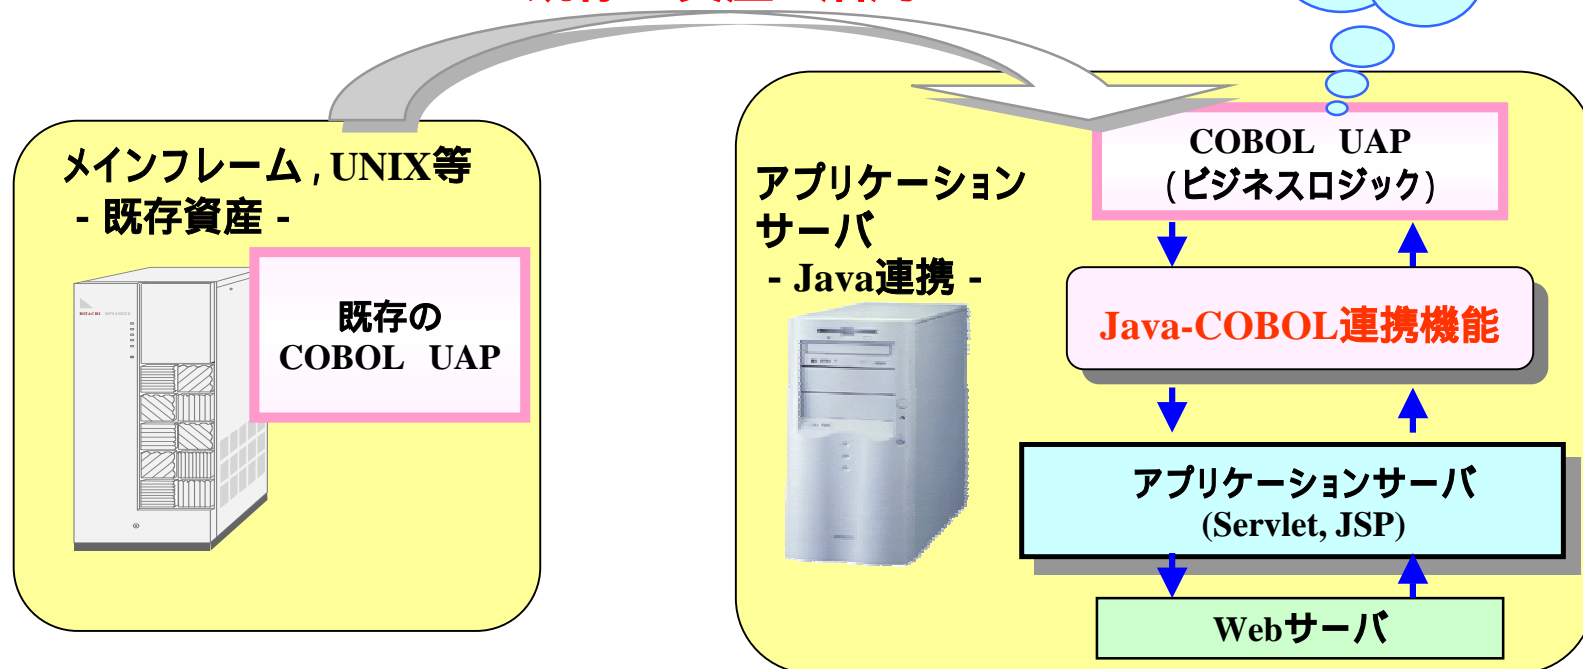 メインフレーム,UNIX等
- 既存資産 -
HITACHI
既存の
COBOL UAP
アプリケーション
サーバ
- Java連携 -
COBOL UAP
(ビジネスロジック)
Java-COBOL連携機能
アプリケーションサーバ
(Servlet, JSP)
Webサーバ